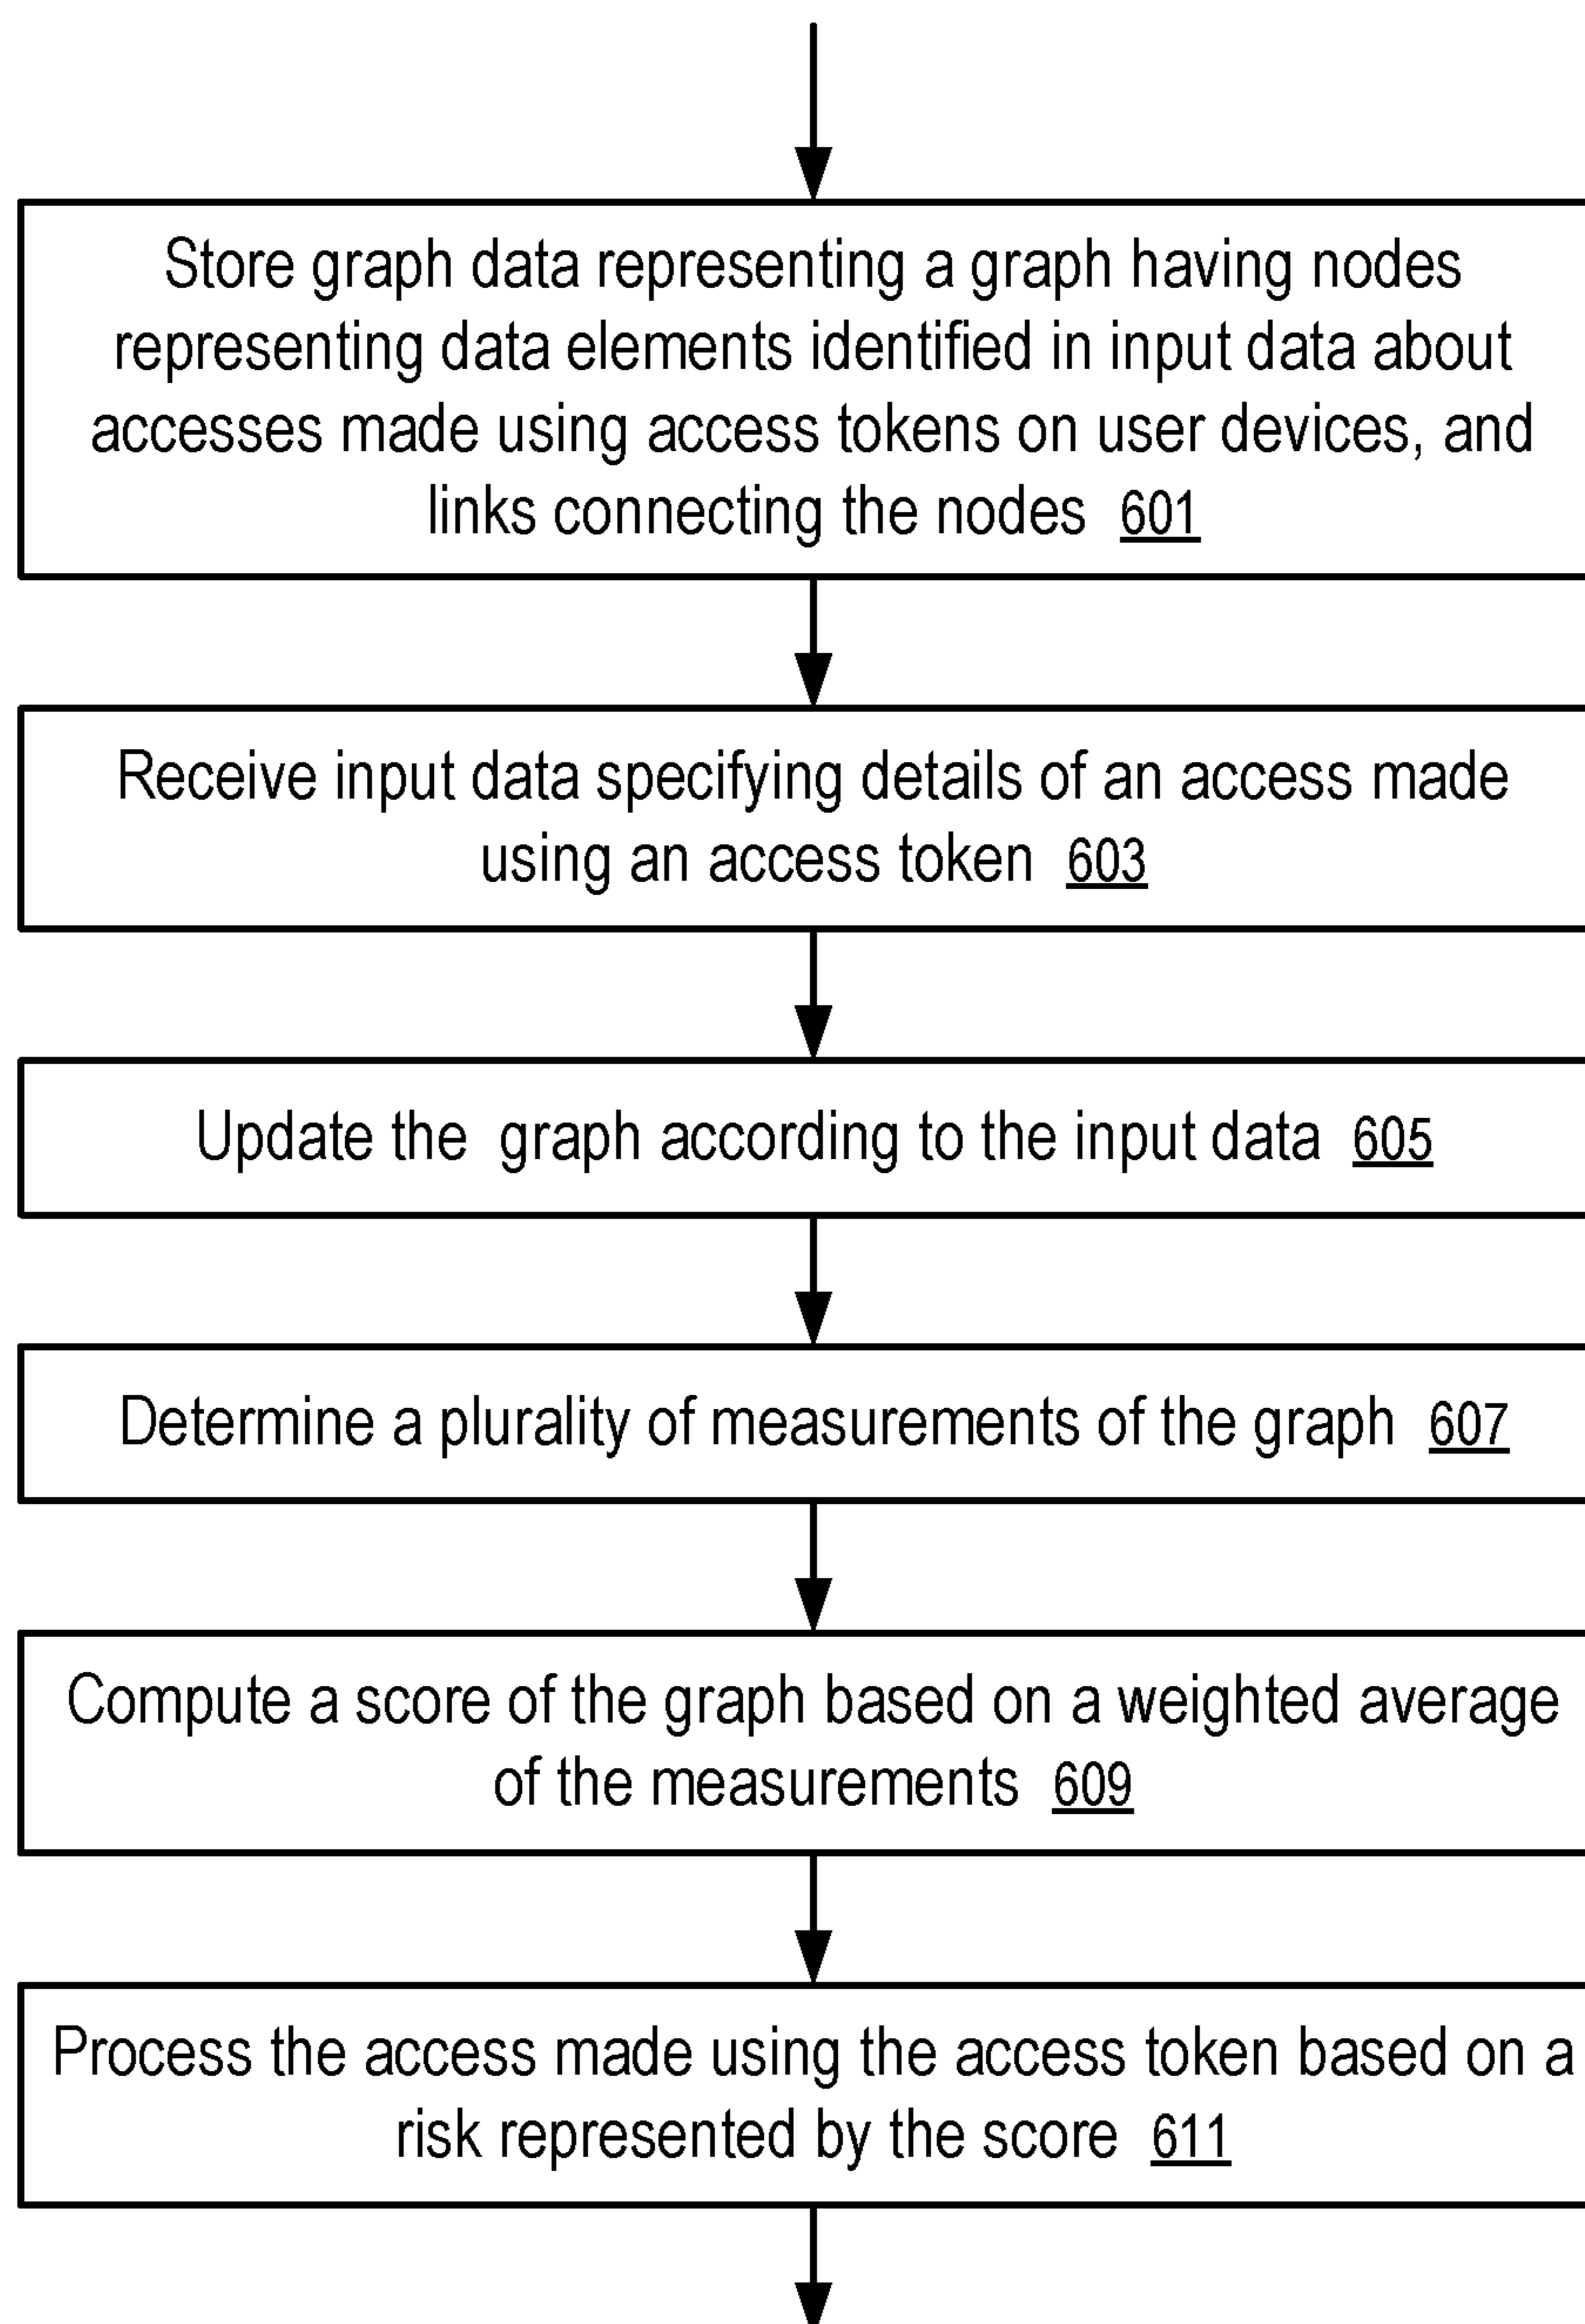 Store graph data representing a graph having nodes
representing data elements identified in input data about
accesses made using access tokens on user devices, and
links connecting the nodes 601
Receive input data specifying details of an access made
using an access token 603
Update the graph according to the input data 605
Determine a plurality of measurements of the graph 607
Compute a score of the graph based on a weighted average
of the measurements 609
Process the access made using the access token based on a
risk represented by the score 611